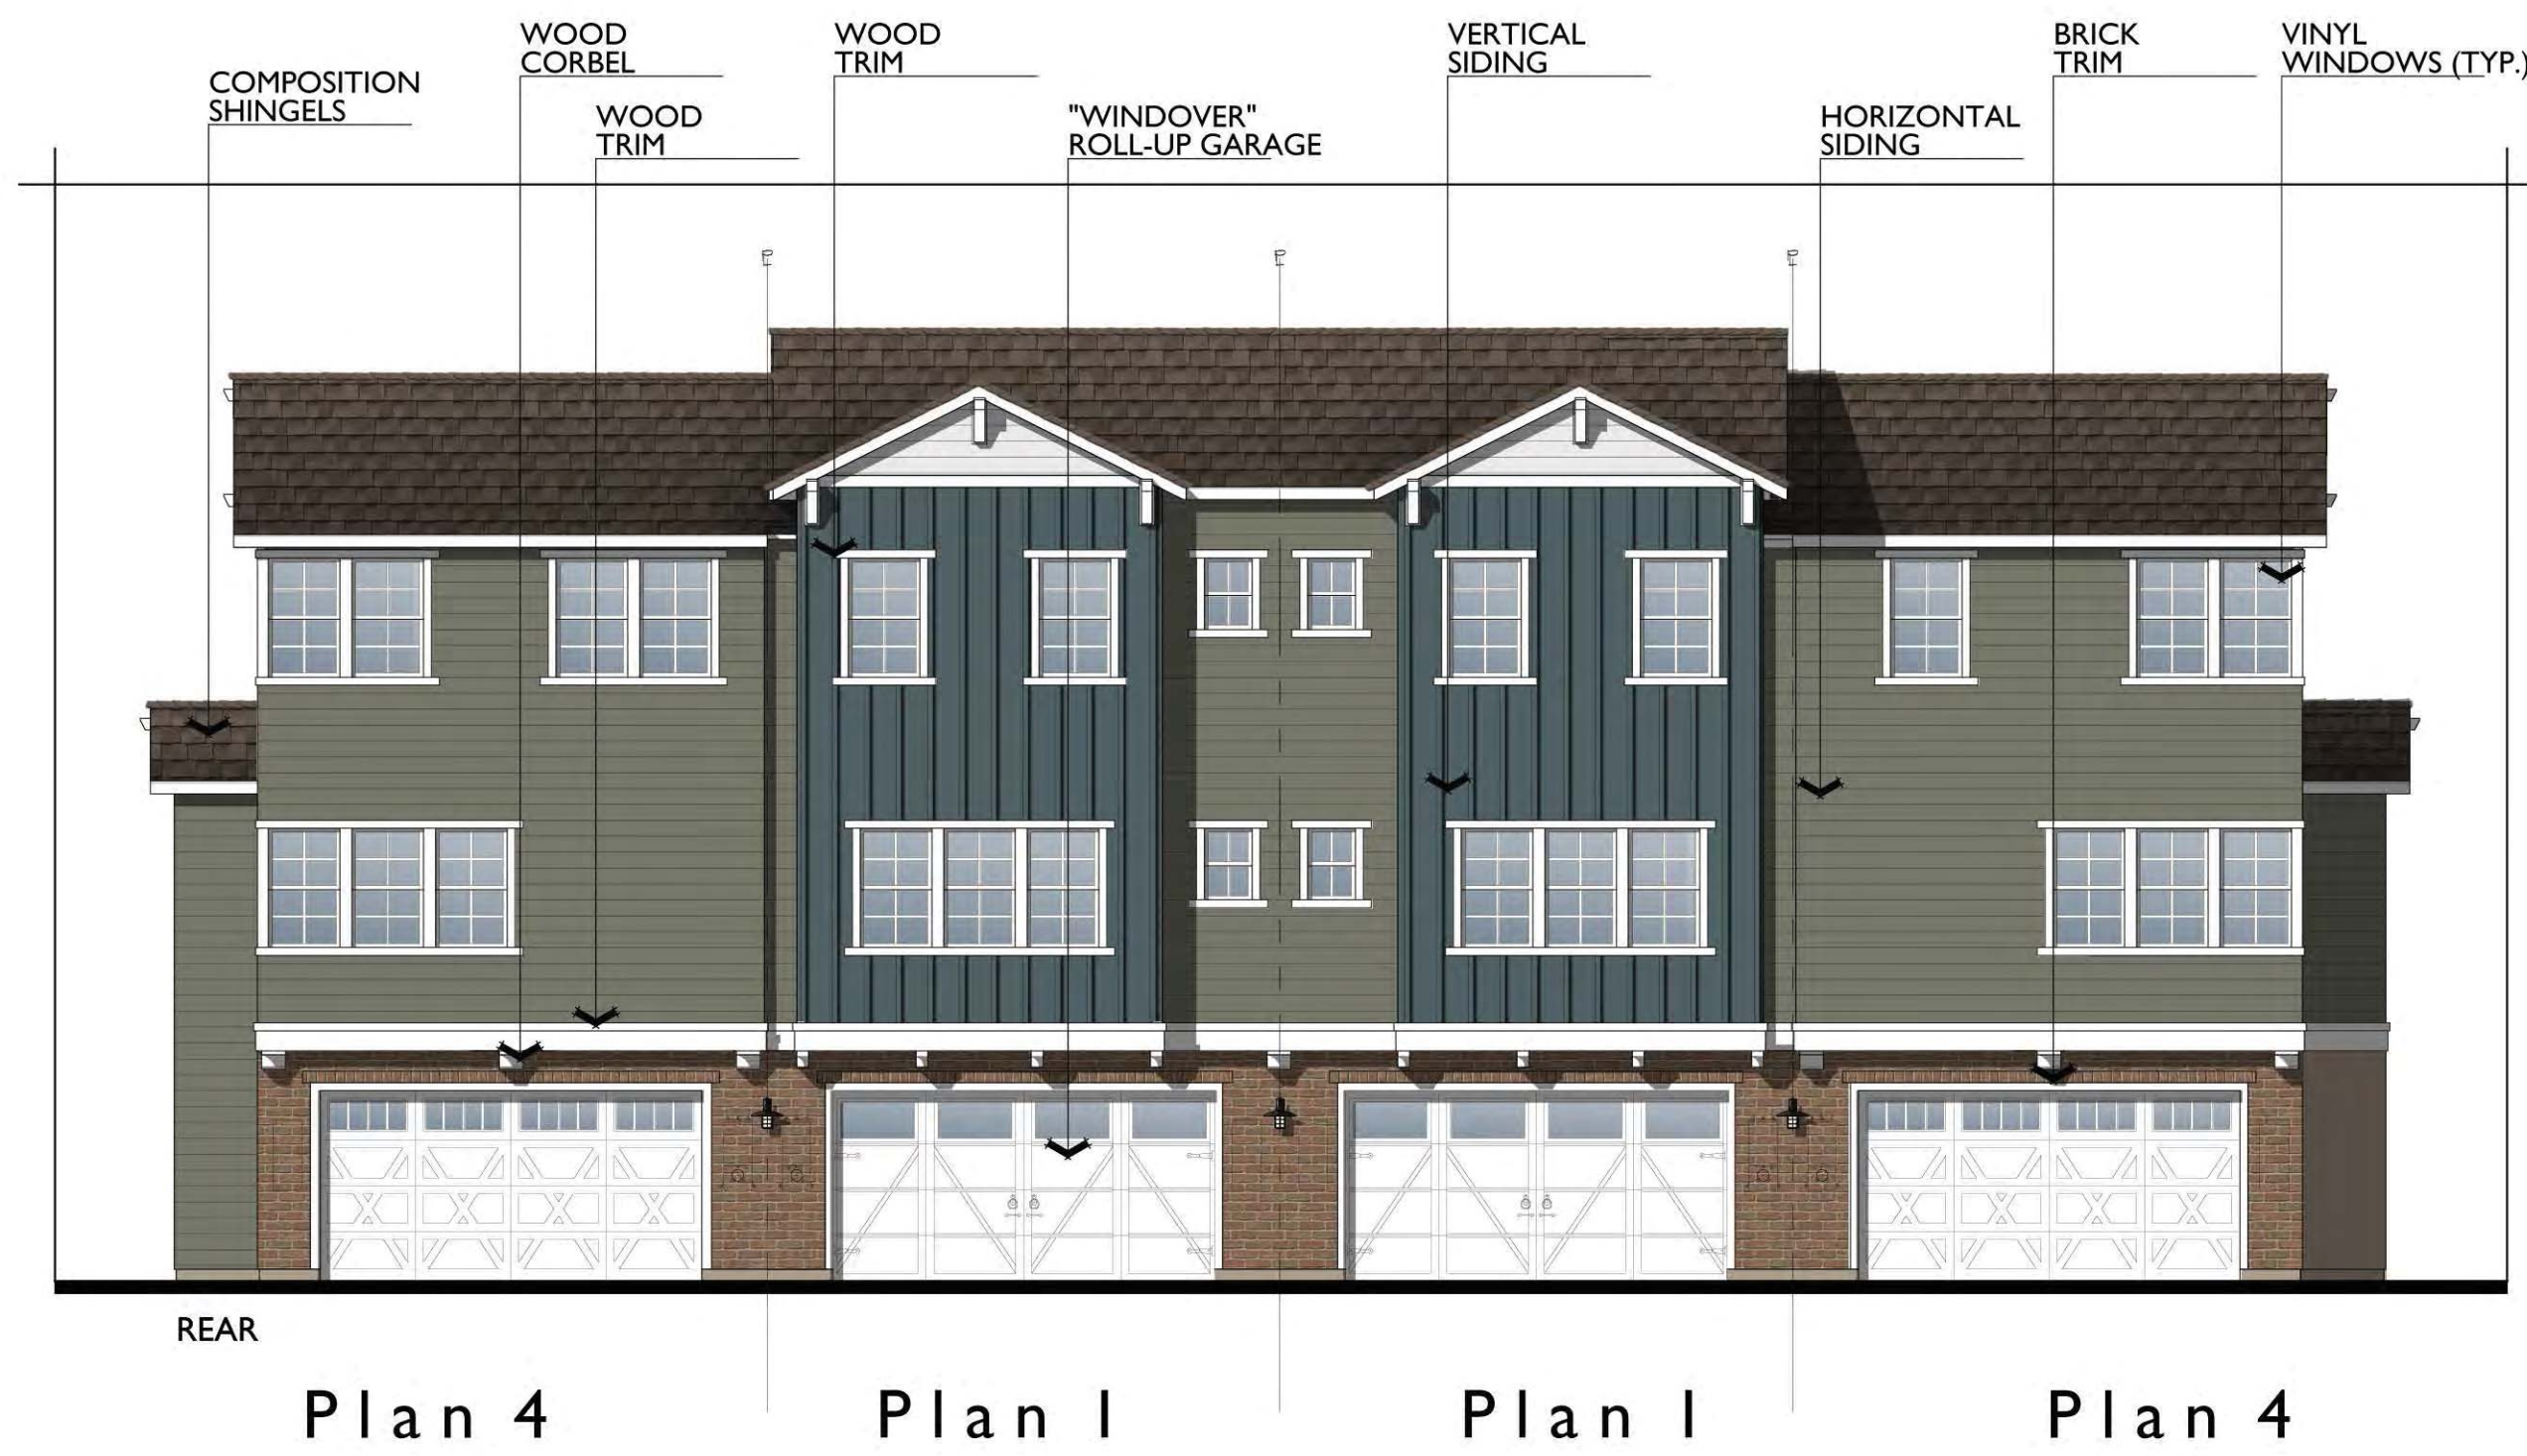 WOOD
CORBEL
WOOD
TRIM
VERTICAL
SIDING
BRICK
TRIM
VINYL
WINDOWS (TYP.)
COMPOSITION
SHINGELS
WOOD
TRIM
"WINDOVER"
ROLL-UP GARAGE
HORIZONTAL
SIDING
REAR
Plan 4
Plan 1
Plan 1
Plan 4